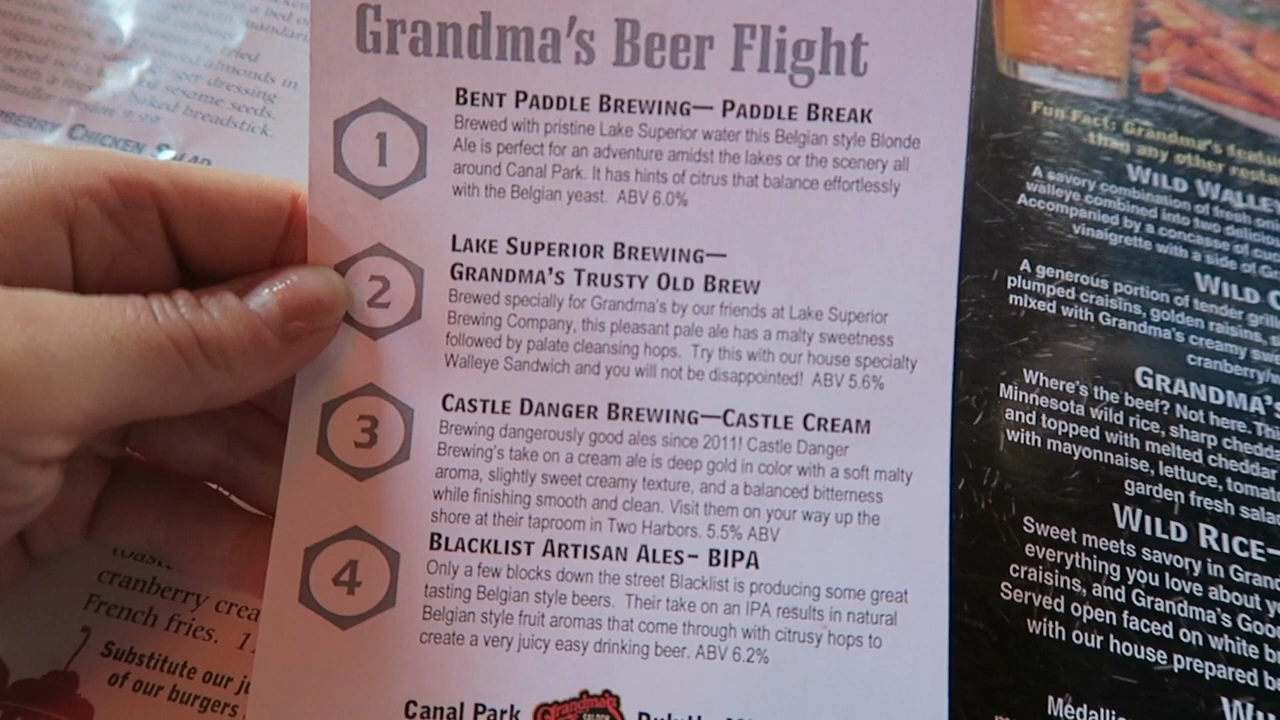 Grandma's Beer Flight
1
BENT PADDLE BREWING— PADDLE BREAK
Brewed with pristine Lake Superior water this Belgian style Blonde
Ale is perfect for an adventure amidst the lakes or the scenery all
around Canal Park. It has hints of citrus that balance effortlessly
with the Belgian yeast. ABV 6.0%
2
LAKE SUPERIOR BREWING—
GRANDMA'S TRUSTY OLD BREW
Brewed specially for Grandma's by our friends at Lake Superior
Brewing Company, this pleasant pale ale has a malty sweetness
followed by palate cleansing hops. Try this with our house specialty
Walleye Sandwich and you will not be disappointed! ABV 5.6%
3
CASTLE DANGER BREWING—CASTLE CREAM
Brewing dangerously good ales since 2011! Castle Danger
Brewing's take on a cream ale is deep gold in color with a soft malty
aroma, slightly sweet creamy texture, and a balanced bitterness
while finishing smooth and clean. Visit them on your way up the
shore at their taproom in Two Harbors. 5.5% ABV
4
BLACKLIST ARTISAN ALES– BIPA
Only a few blocks down the street Blacklist is producing some great
tasting Belgian style beers. Their take on an IPA results in natural
Belgian style fruit aromas that come through with citrusy hops to
create a very juicy easy drinking beer. ABV 6.2%
Canal Park
Grandma's
almonds in
dressing
sesame seeds.
baked breadstick.
CHICKEN SALAD
cranberry
French fries.
Substitute our
of our burgers
Fun Fact: Grandma's
than any other
WILD
A savory combination of fresh
walleye combined into two
Accompanied by a concasse of
vinaigrette with a side of
WILD
A generous portion of tender
plumped craisins, golden raisins,
mixed with Grandma's creamy
GRANDMA'S
Where's the beef? Not here.
Minnesota wild rice, sharp
and topped with melted cheddar
with mayonnaise, lettuce,
garden fresh
WILD RICE
Sweet meets savory in
everything you love about
craisins, and Grandma's
Served open faced on white
with our house prepared